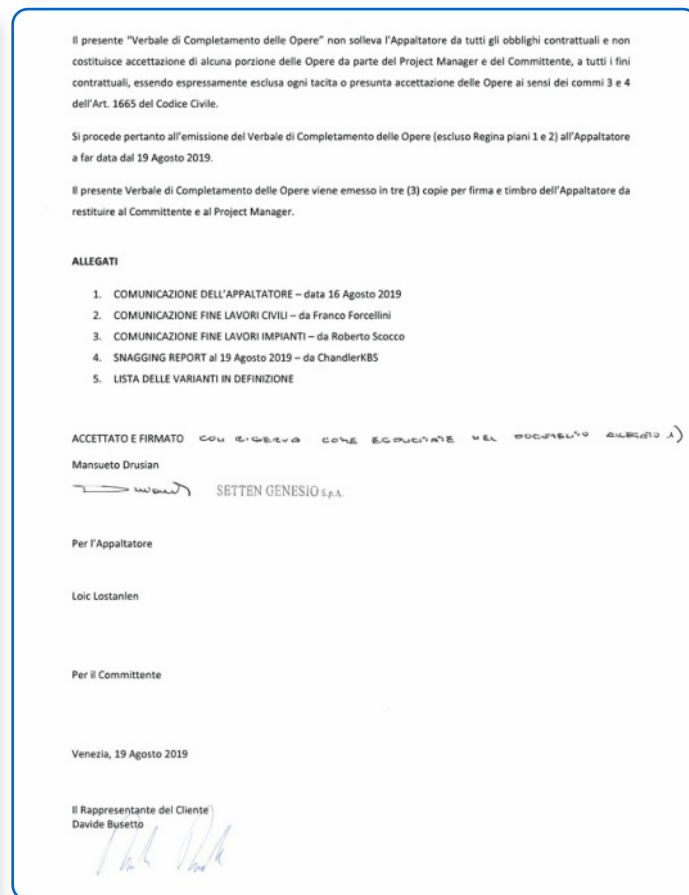 Il presente “Verbale di Completamento delle Opere” non solleva l’Appaltatore da tutti gli obblighi contrattuali e non
costituisce accettazione di alcuna porzione delle Opere da parte del Project Manager e del Committente, a tutti i fini
contrattuali, essendo espressamente esclusa ogni tacita o presunta accettazione delle Opere ai sensi dei commi 3 e 4
dell’Art. 1665 del Codice Civile.
Si procede pertanto all’emissione del Verbale di Completamento delle Opere (escluso Regina piani 1 e 2) all’Appaltatore
a far data dal 19 Agosto 2019.
Il presente Verbale di Completamento delle Opere viene emesso in tre (3) copie per firma e timbro dell’Appaltatore da
restituire al Committente e al Project Manager.
ALLEGATI
1. COMUNICAZIONE DELL’APPALTATORE – data 16 Agosto 2019
2. COMUNICAZIONE FINE LAVORI CIVILI – da Franco Forcellini
3. COMUNICAZIONE FINE LAVORI IMPIANTI – da Roberto Scocco
4. SNAGGING REPORT al 19 Agosto 2019 – da ChandlerKBS
5. LISTA DELLE VARIANTI IN DEFINIZIONE
ACCETTATO E FIRMATO CON RISERVA COME ESPLICITATE NEL DOCUMENTO ALLEGATO 1)
Mansueto Drusian
SETTEN GENESIO S.p.A.
Per l’Appaltatore
Loic Lostanlen
Per il Committente
Venezia, 19 Agosto 2019
Il Rappresentante del Cliente
Davide Busetto